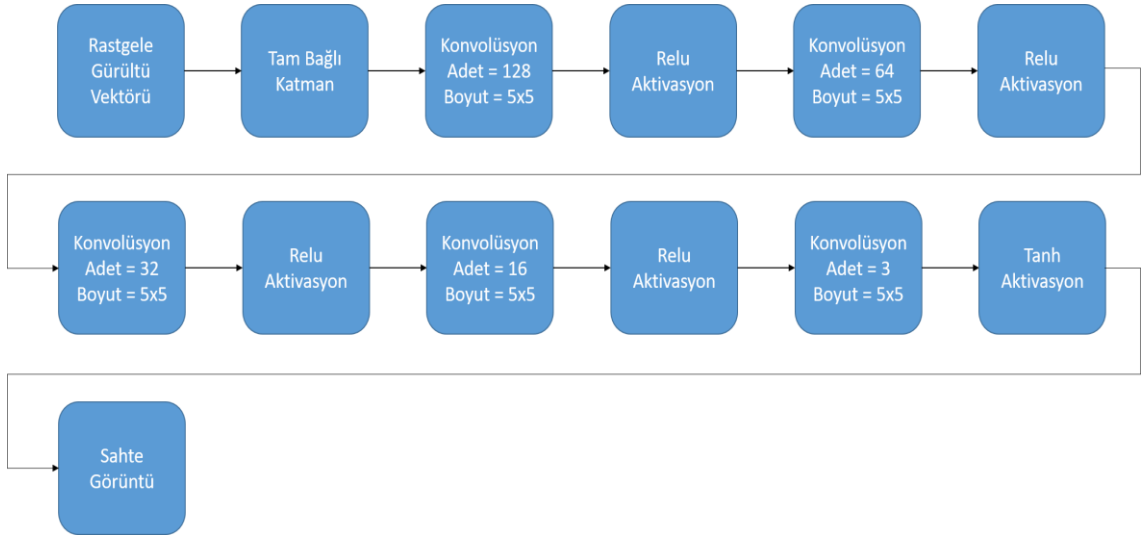 Rastgele
Gürültü
Vektörü
Tam Bağlı
Katman
Konvolüsyon
Adet = 128
Boyut = 5x5
Relu
Aktivasyon
Konvolüsyon
Adet = 64
Boyut = 5x5
Relu
Aktivasyon
Konvolüsyon
Adet = 32
Boyut = 5x5
Relu
Aktivasyon
Konvolüsyon
Adet = 16
Boyut = 5x5
Relu
Aktivasyon
Konvolüsyon
Adet = 3
Boyut = 5x5
Tanh
Aktivasyon
Sahte
Görüntü